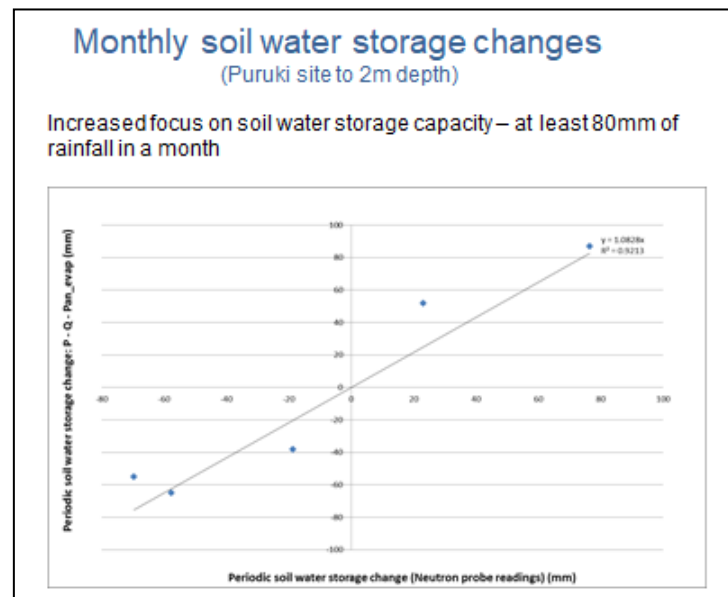 Monthly soil water storage changes
(Puruki site to 2m depth)
Increased focus on soil water storage capacity – at least 80mm of
rainfall in a month
Periodic soil water storage change: P - Q - Pan_evap (mm)
100
80
60
40
20
0
-20
-40
-60
-80
-100
-80 -60 -40 -20 0 20 40 60 80 100
y = 1.0828x
R² = 0.9213
Periodic soil water storage change (Neutron probe readings) (mm)